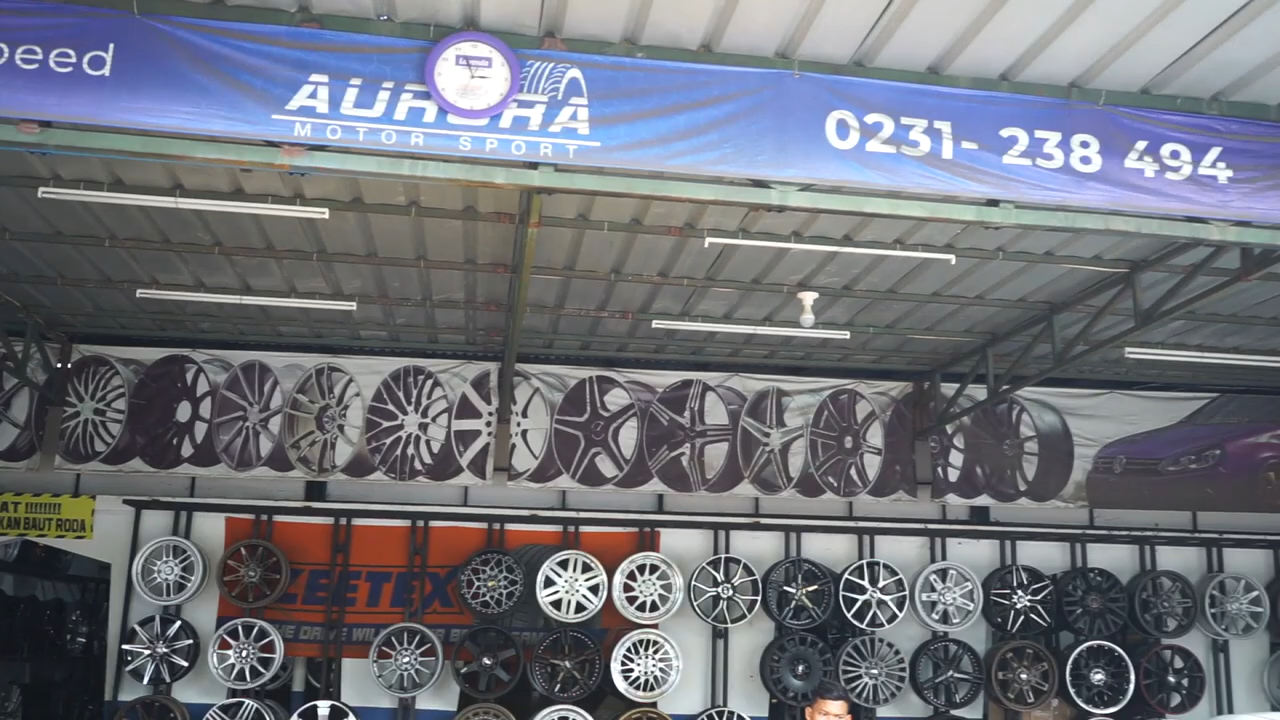 peed
AURORA
MOTOR SPORT
0231- 238 494
AT !!!!!!!!
KAN BAUT RODA
ZEETEX